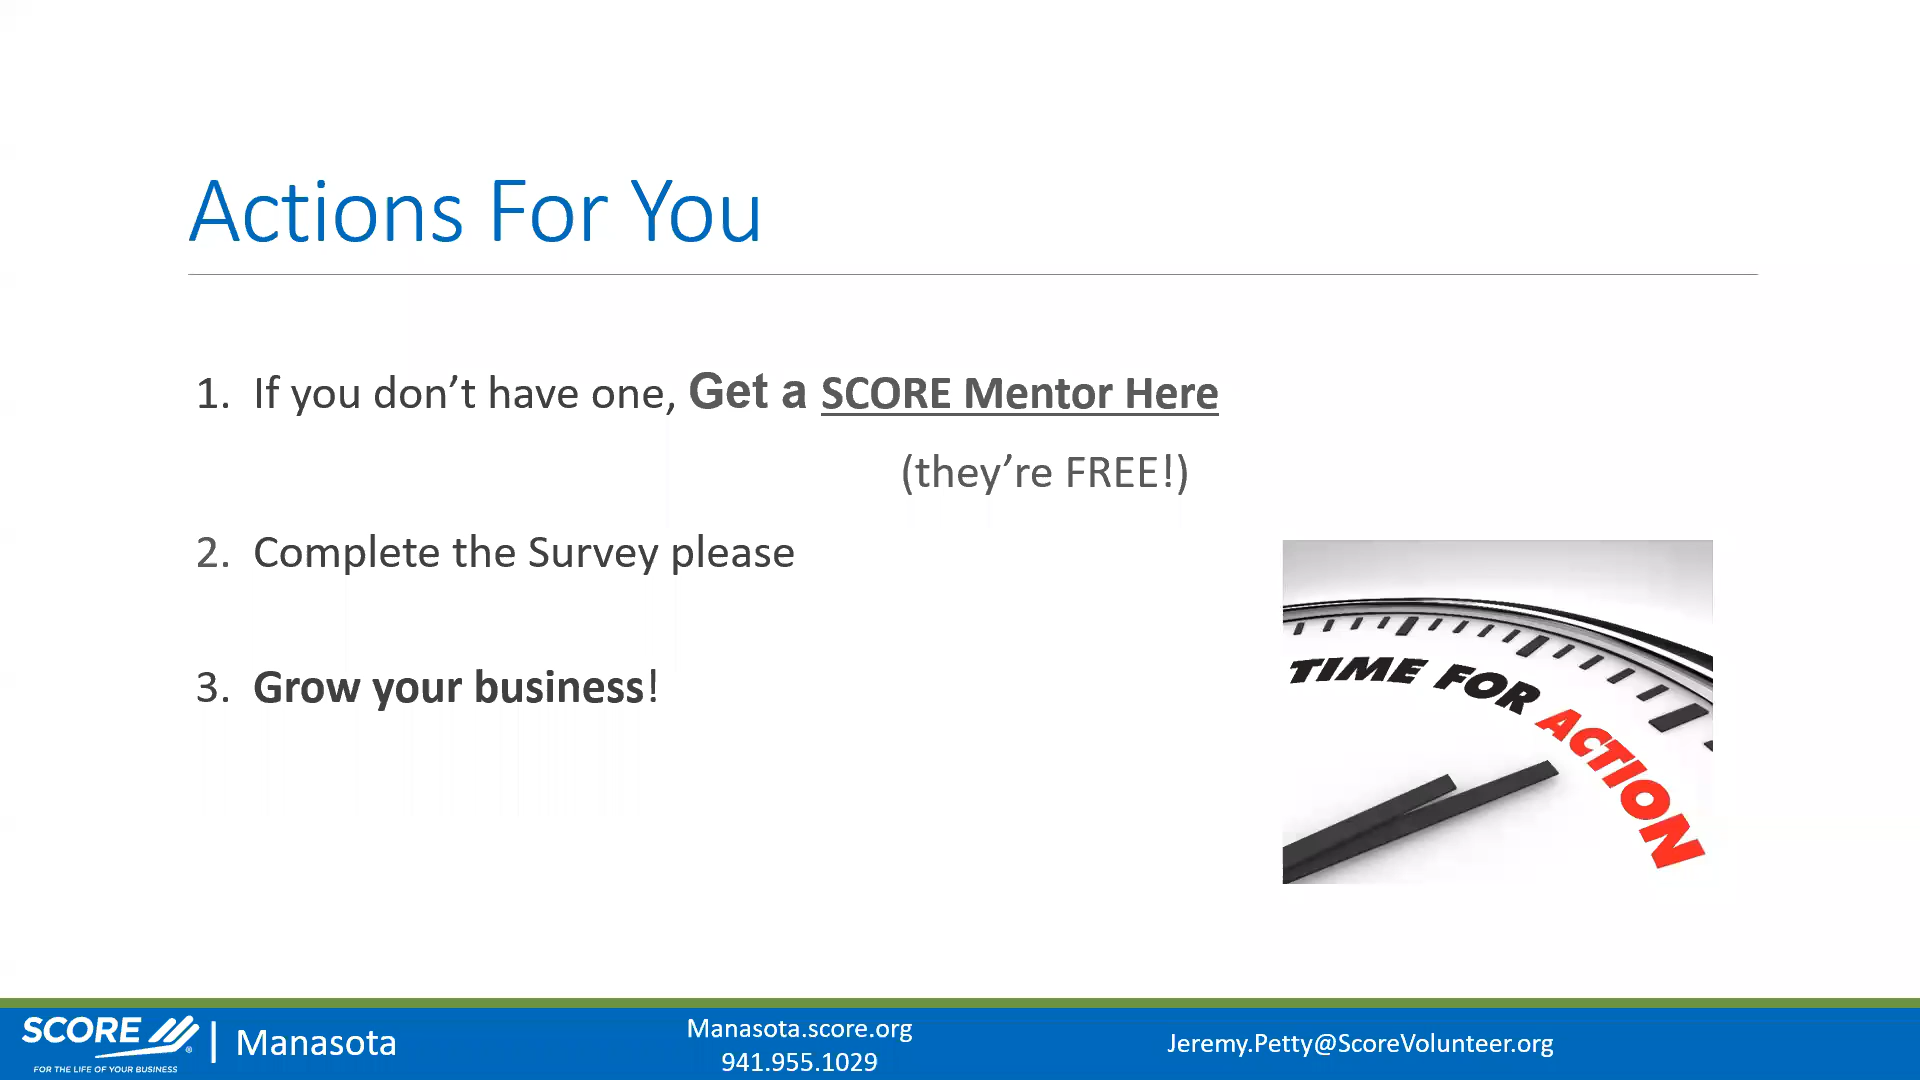 Actions For You
1. If you don’t have one, Get a SCORE Mentor Here
(they’re FREE!)
2. Complete the Survey please
3. Grow your business!
TIME FOR ACTION
SCORE ® | Manasota
FOR THE LIFE OF YOUR BUSINESS
Manasota.score.org
941.955.1029
Jeremy.Petty@ScoreVolunteer.org